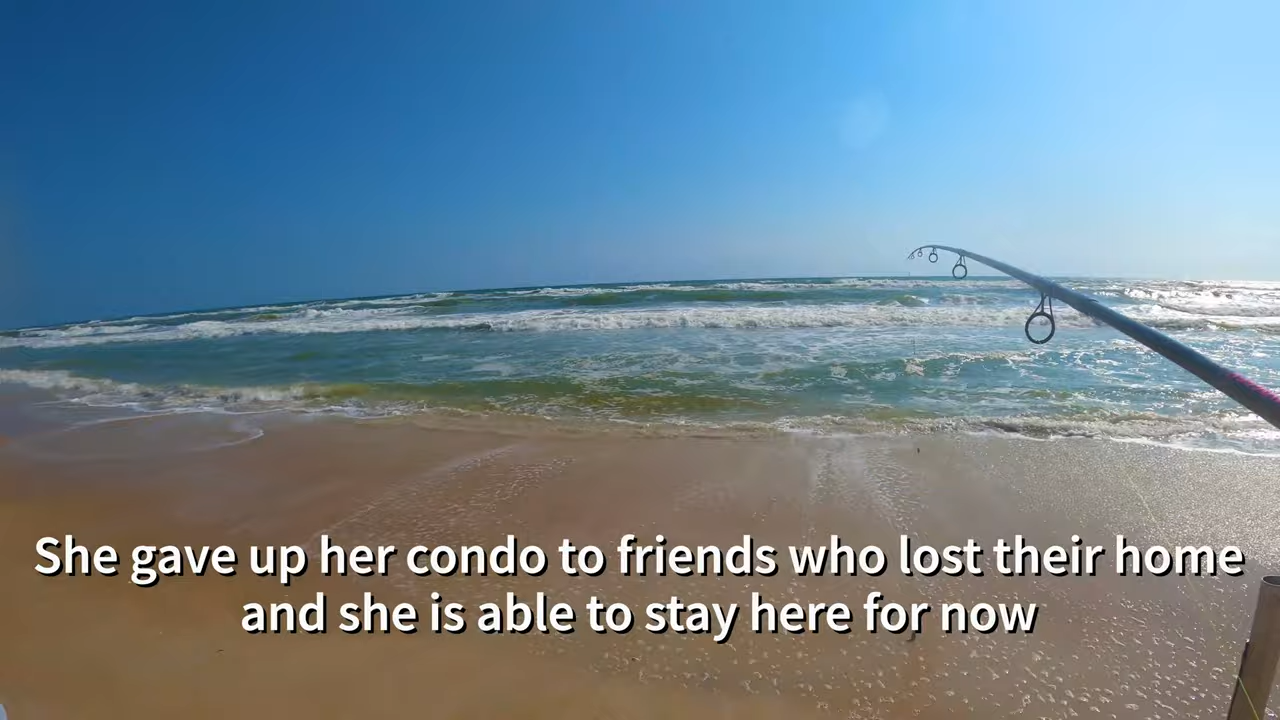 She gave up her condo to friends who lost their home
and she is able to stay here for now